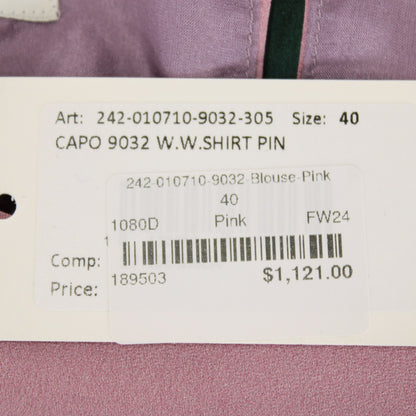 Art: 242-010710-9032-305 Size: 40
CAPO 9032 W.W.SHIRT PIN
242-010710-9032-Blouse-Pink
40
1080D Pink FW24
Comp:
Price: 189503 $1,121.00